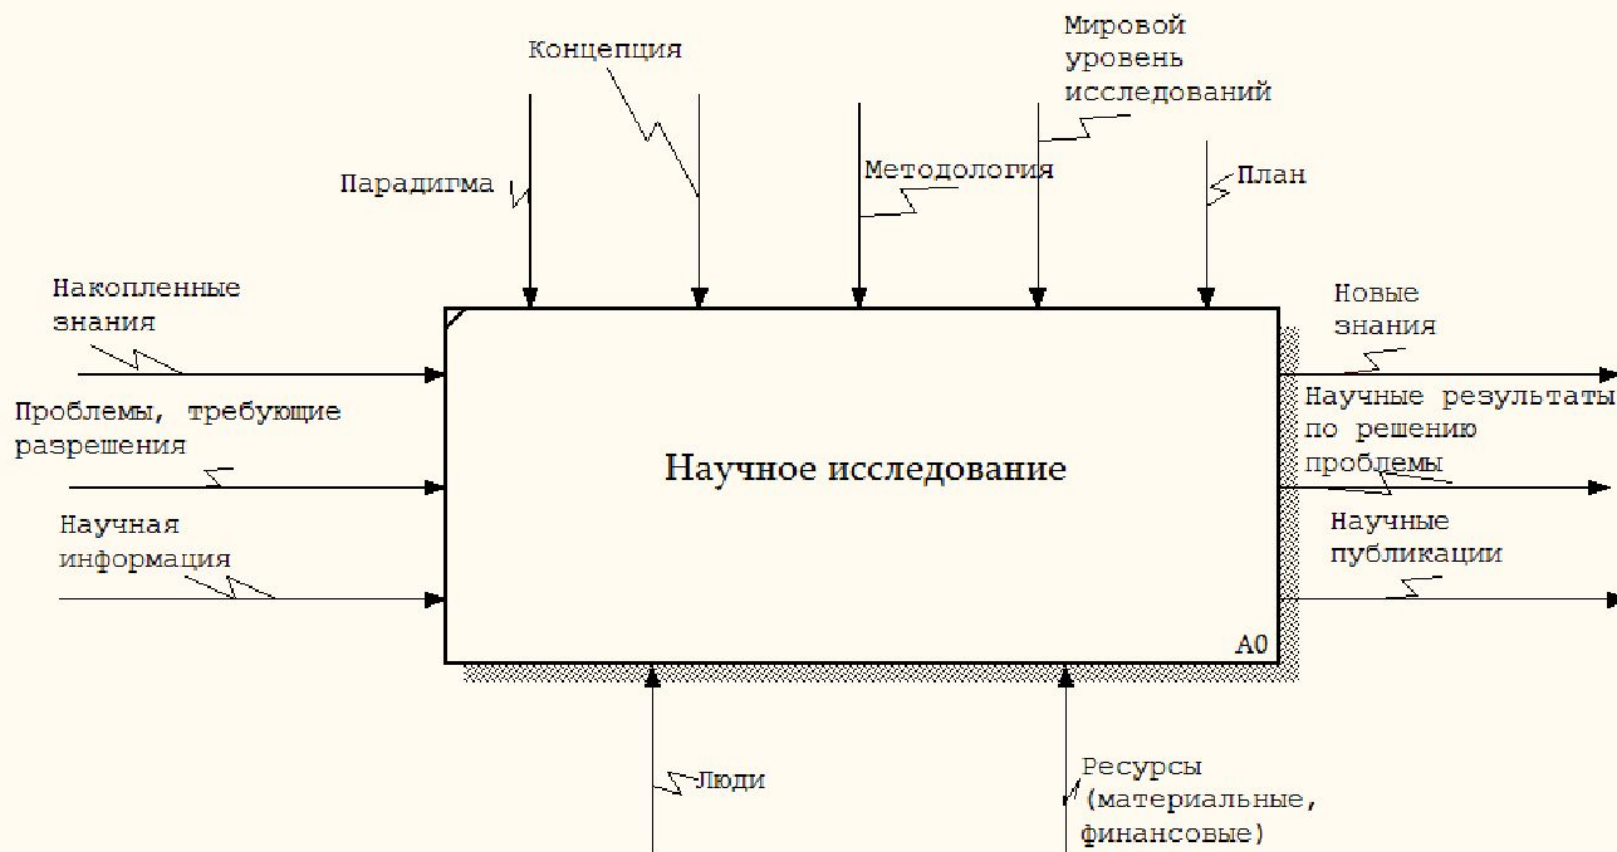 Концепция
Мировой
уровень
исследований
Парадигма
Методология
План
Накопленные
знания
Проблемы, требующие
разрешения
Научная
информация
Научное исследование
A0
Новые
знания
Научные результаты
по решению
проблемы
Научные
публикации
Люди
Ресурсы
(материальные,
финансовые)